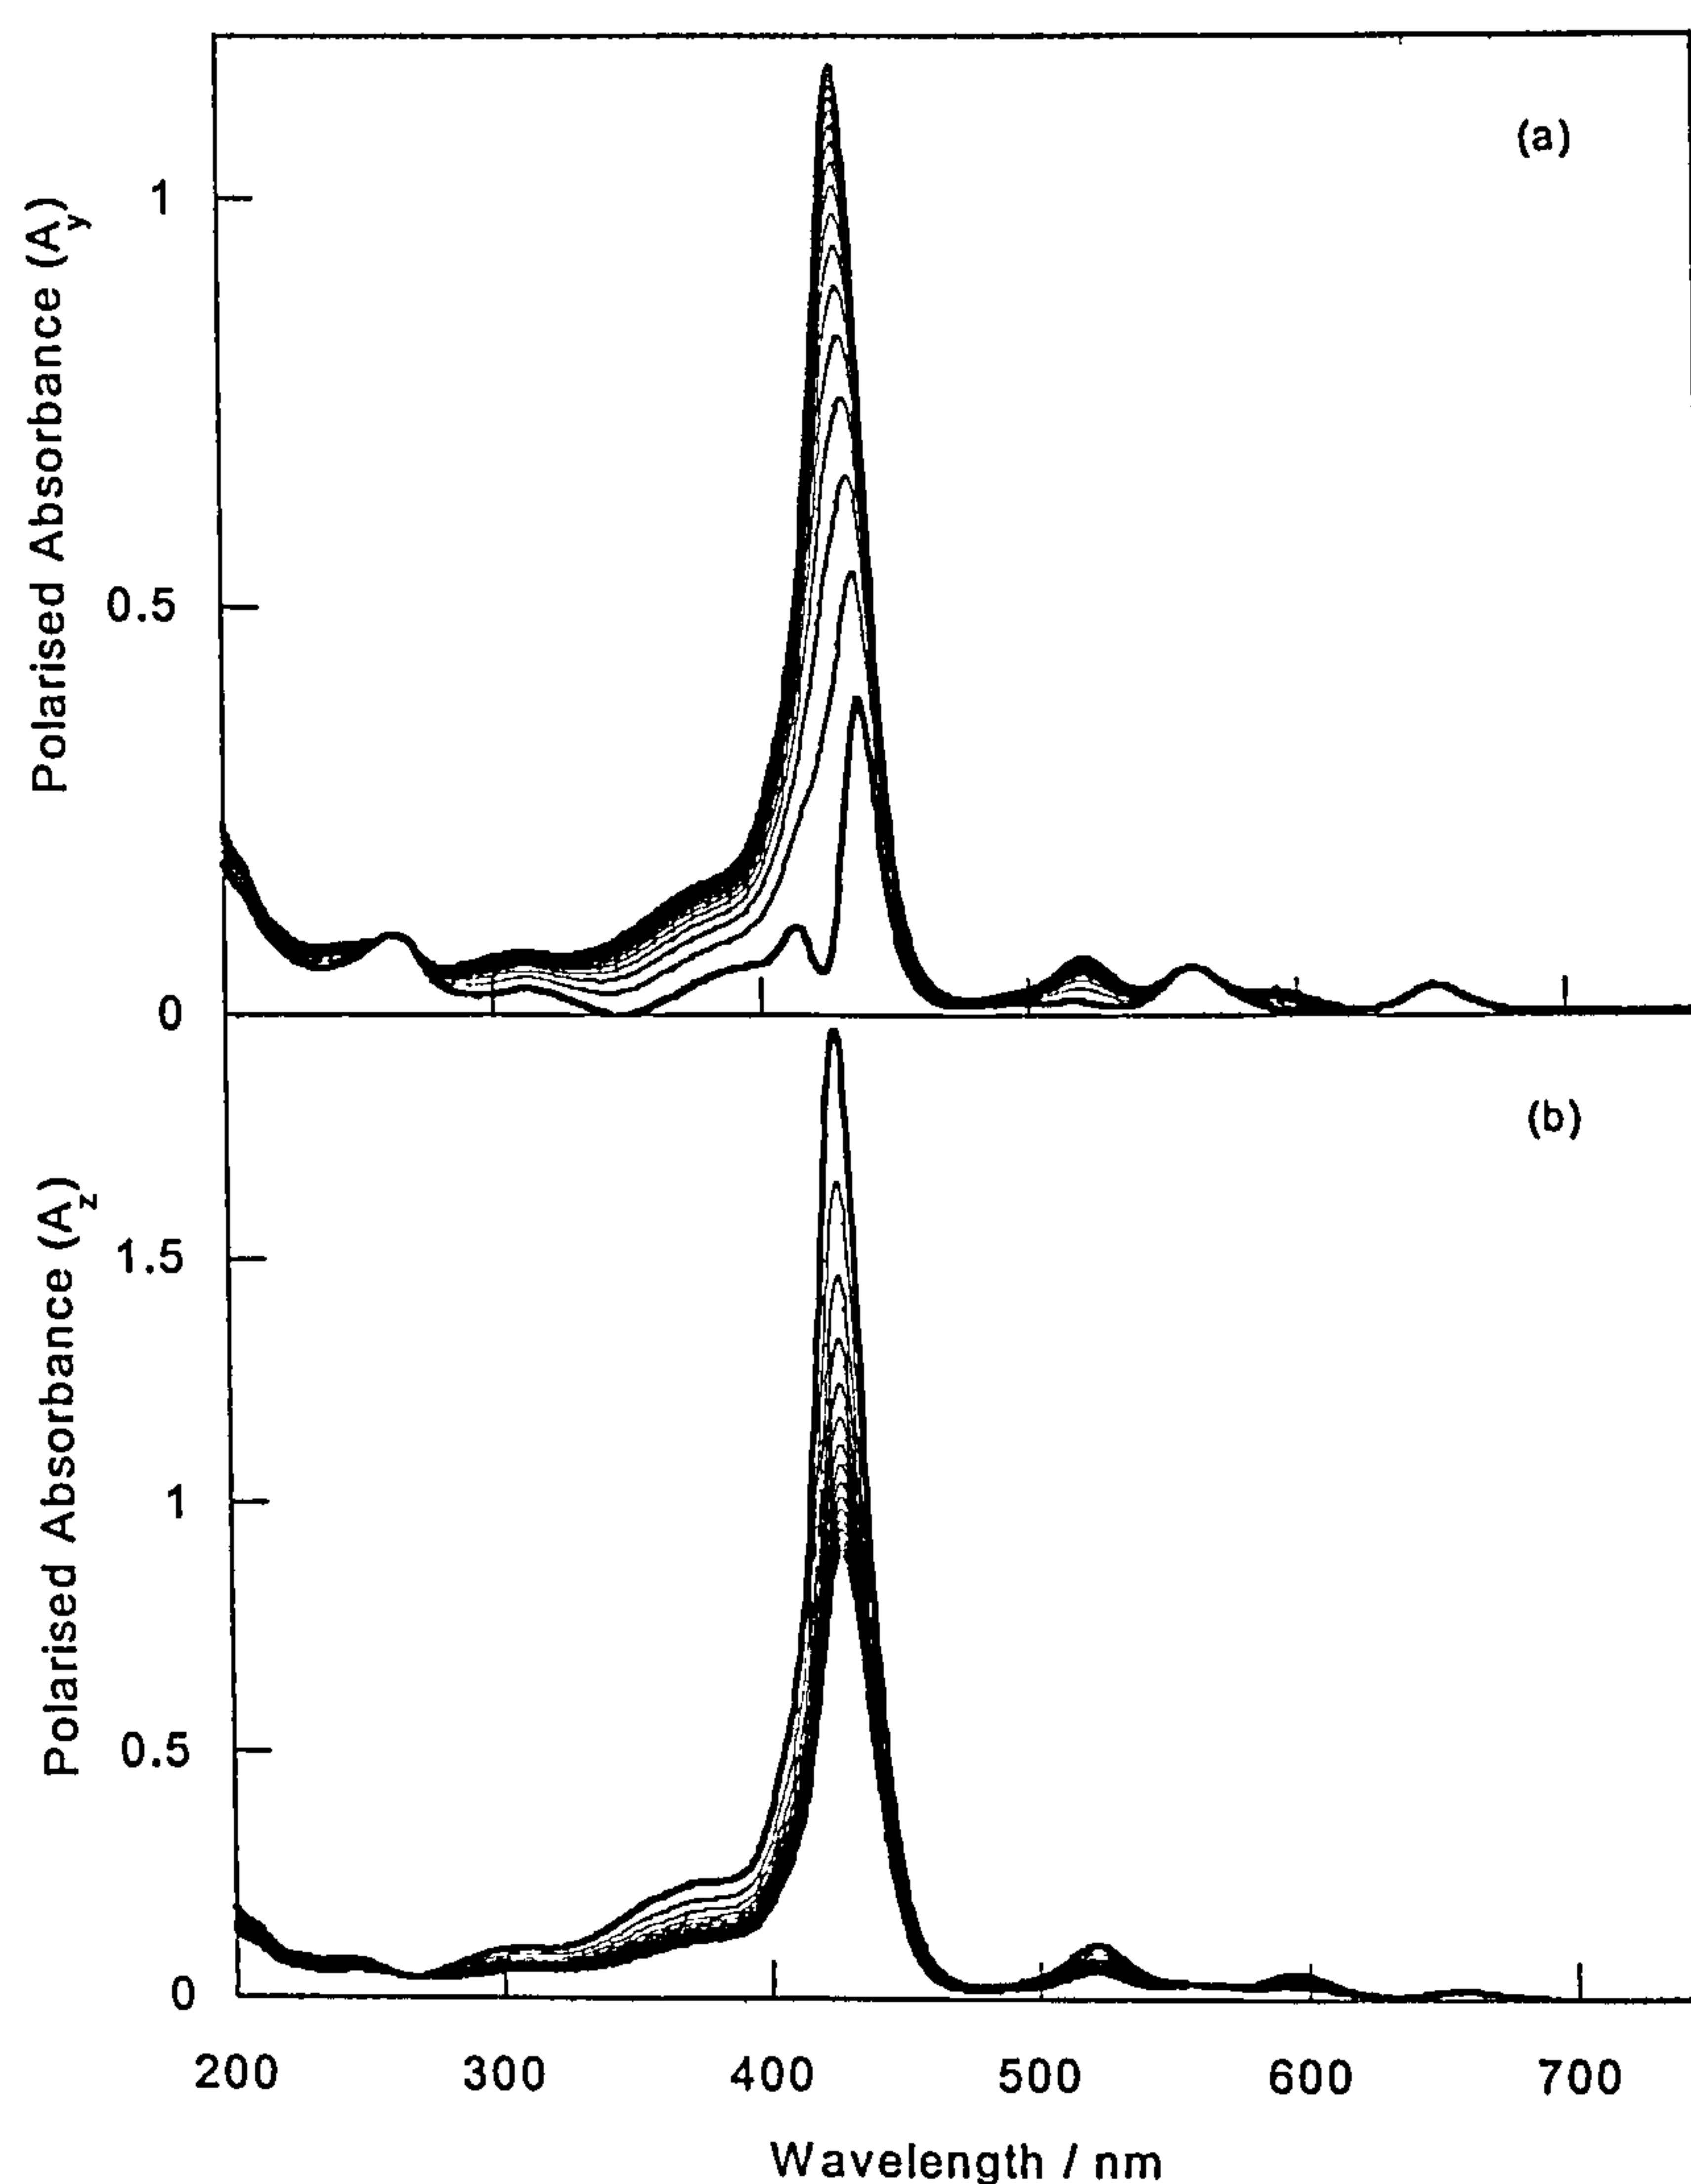 (a)
Polarised Absorbance (Ay)
1
0.5
0
(b)
Polarised Absorbance (Az)
1.5
1
0.5
0
200 300 400 500 600 700
Wavelength / nm